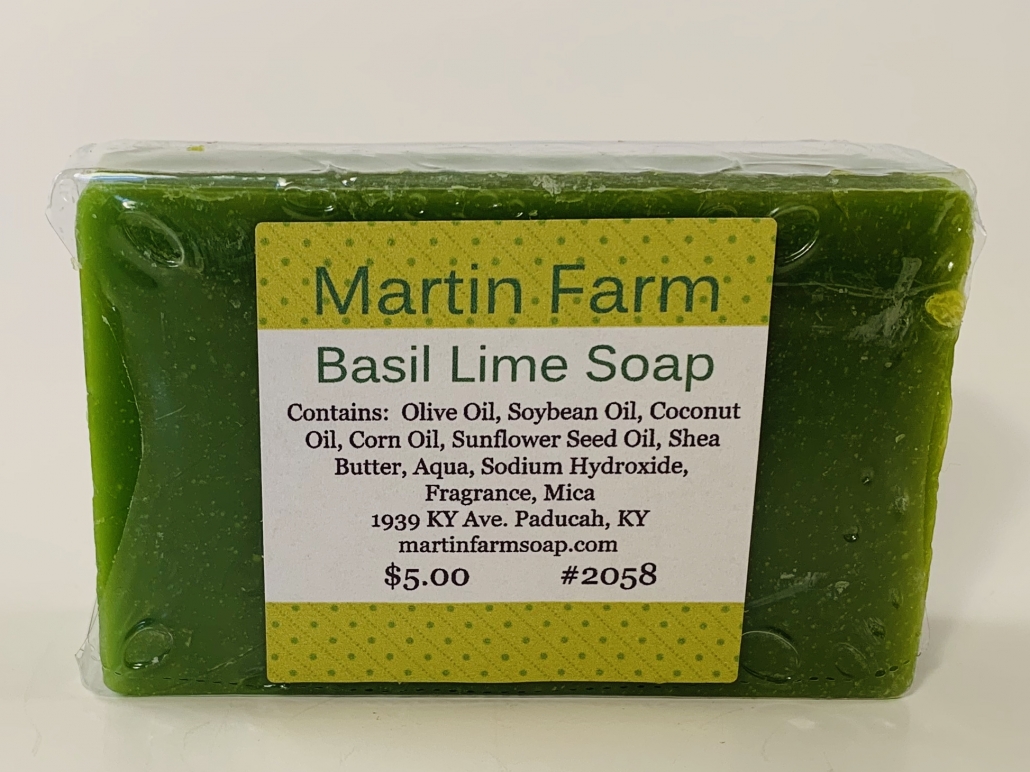 Martin Farm
Basil Lime Soap
Contains: Olive Oil, Soybean Oil, Coconut
Oil, Corn Oil, Sunflower Seed Oil, Shea
Butter, Aqua, Sodium Hydroxide,
Fragrance, Mica
1939 KY Ave. Paducah, KY
martinfarmsoap.com
$5.00 #2058